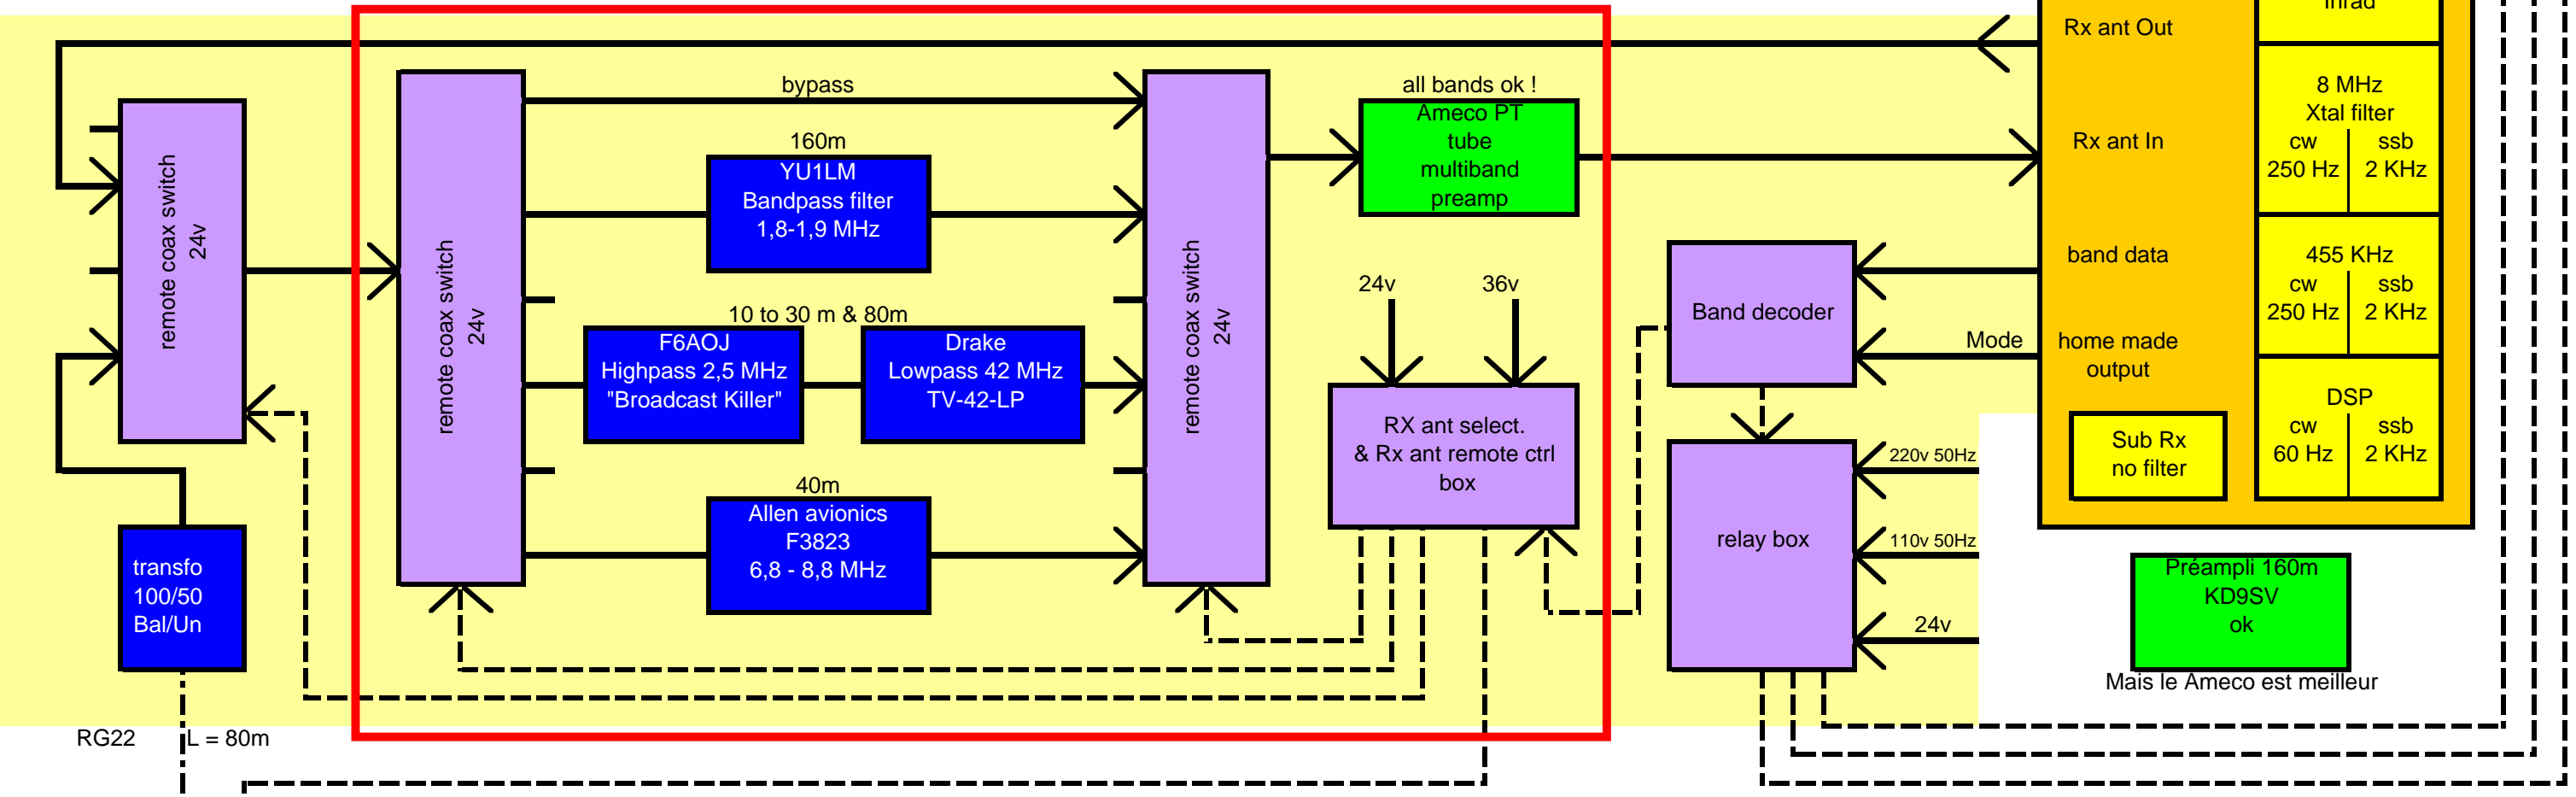 Inrad
Rx ant Out
bypass
all bands ok !
8 MHz
Xtal filter
cw
250 Hz
ssb
2 KHz
Ameco PT
tube
multiband
preamp
Rx ant In
160m
YU1LM
Bandpass filter
1,8-1,9 MHz
remote coax switch
24v
remote coax switch
24v
remote coax switch
24v
24v
36v
band data
455 KHz
cw
250 Hz
ssb
2 KHz
Band decoder
10 to 30 m & 80m
F6AOJ
Highpass 2,5 MHz
"Broadcast Killer"
Drake
Lowpass 42 MHz
TV-42-LP
Mode
home made
output
DSP
cw
60 Hz
ssb
2 KHz
RX ant select.
& Rx ant remote ctrl
box
Sub Rx
no filter
220v 50Hz
40m
Allen avionics
F3823
6,8 - 8,8 MHz
relay box
110v 50Hz
24v
transfo
100/50
Bal/Un
Préampli 160m
KD9SV
ok
Mais le Ameco est meilleur
RG22
L = 80m